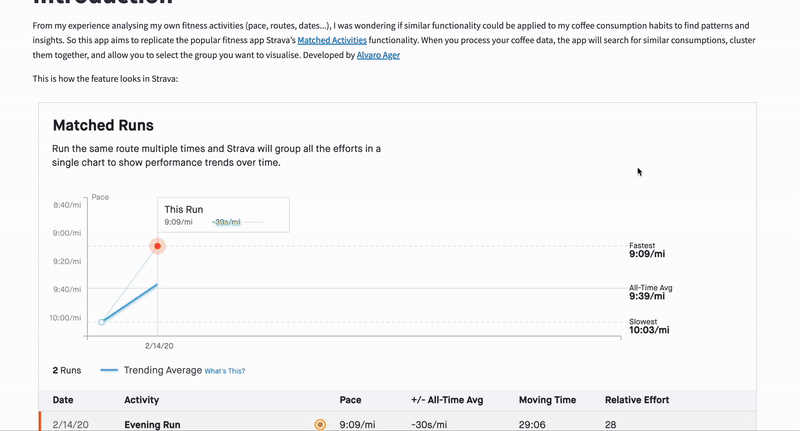 Introduction
From my experience analysing my own fitness activities (pace, routes, dates...), I was wondering if similar functionality could be applied to my coffee consumption habits to find patterns and
insights. So this app aims to replicate the popular fitness app Strava's Matched Activities functionality. When you process your coffee data, the app will search for similar consumptions, cluster
them together, and allow you to select the group you want to visualise. Developed by Alvaro Ager
This is how the feature looks in Strava:
Matched Runs
Run the same route multiple times and Strava will group all the efforts in a
single chart to show performance trends over time.
Pace
8:40/mi
This Run
9:09/mi -30s/mi
9:00/mi
Fastest
9:09/mi
9:20/mi
9:40/mi
All-Time Avg
9:39/mi
10:00/mi
Slowest
10:03/mi
2/14/20
2 Runs Trending Average What's This?
Date Activity Pace +/- All-Time Avg Moving Time Relative Effort
2/14/20 Evening Run 9:09/mi -30s/mi 29:06 28